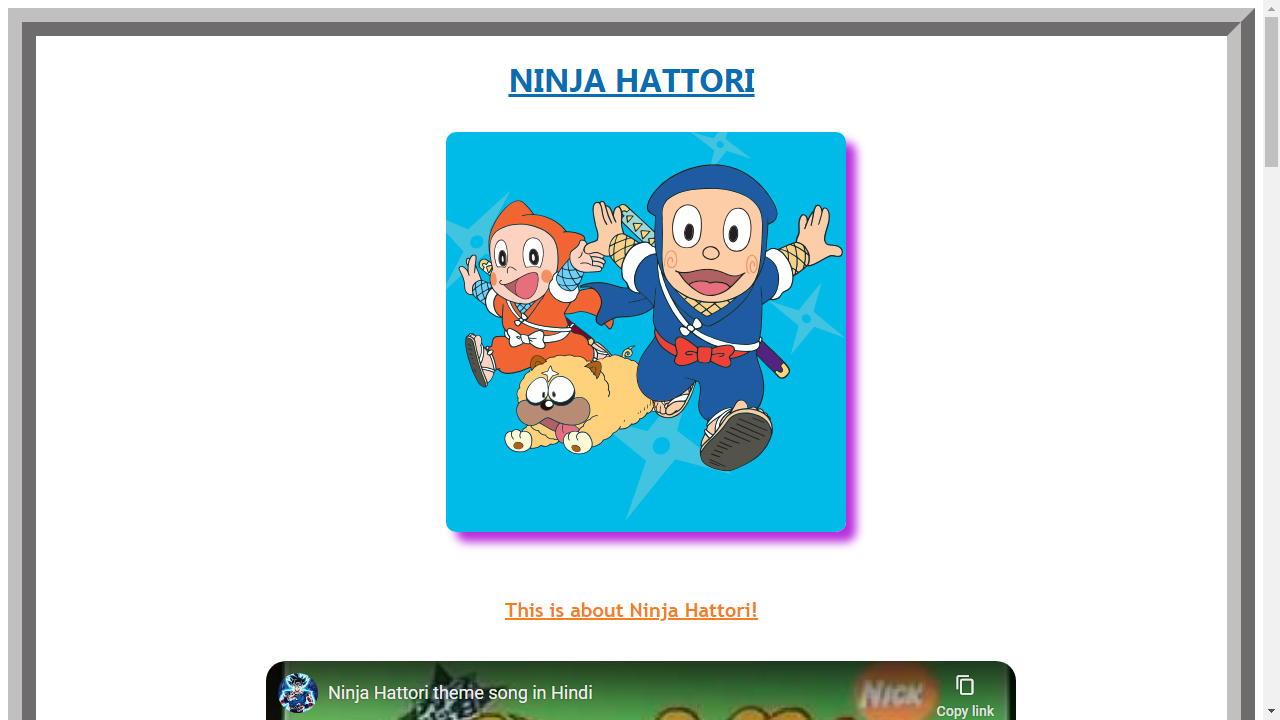 NINJA HATTORI
This is about Ninja Hattori!
Ninja Hattori theme song in Hindi
NICK
Copy link